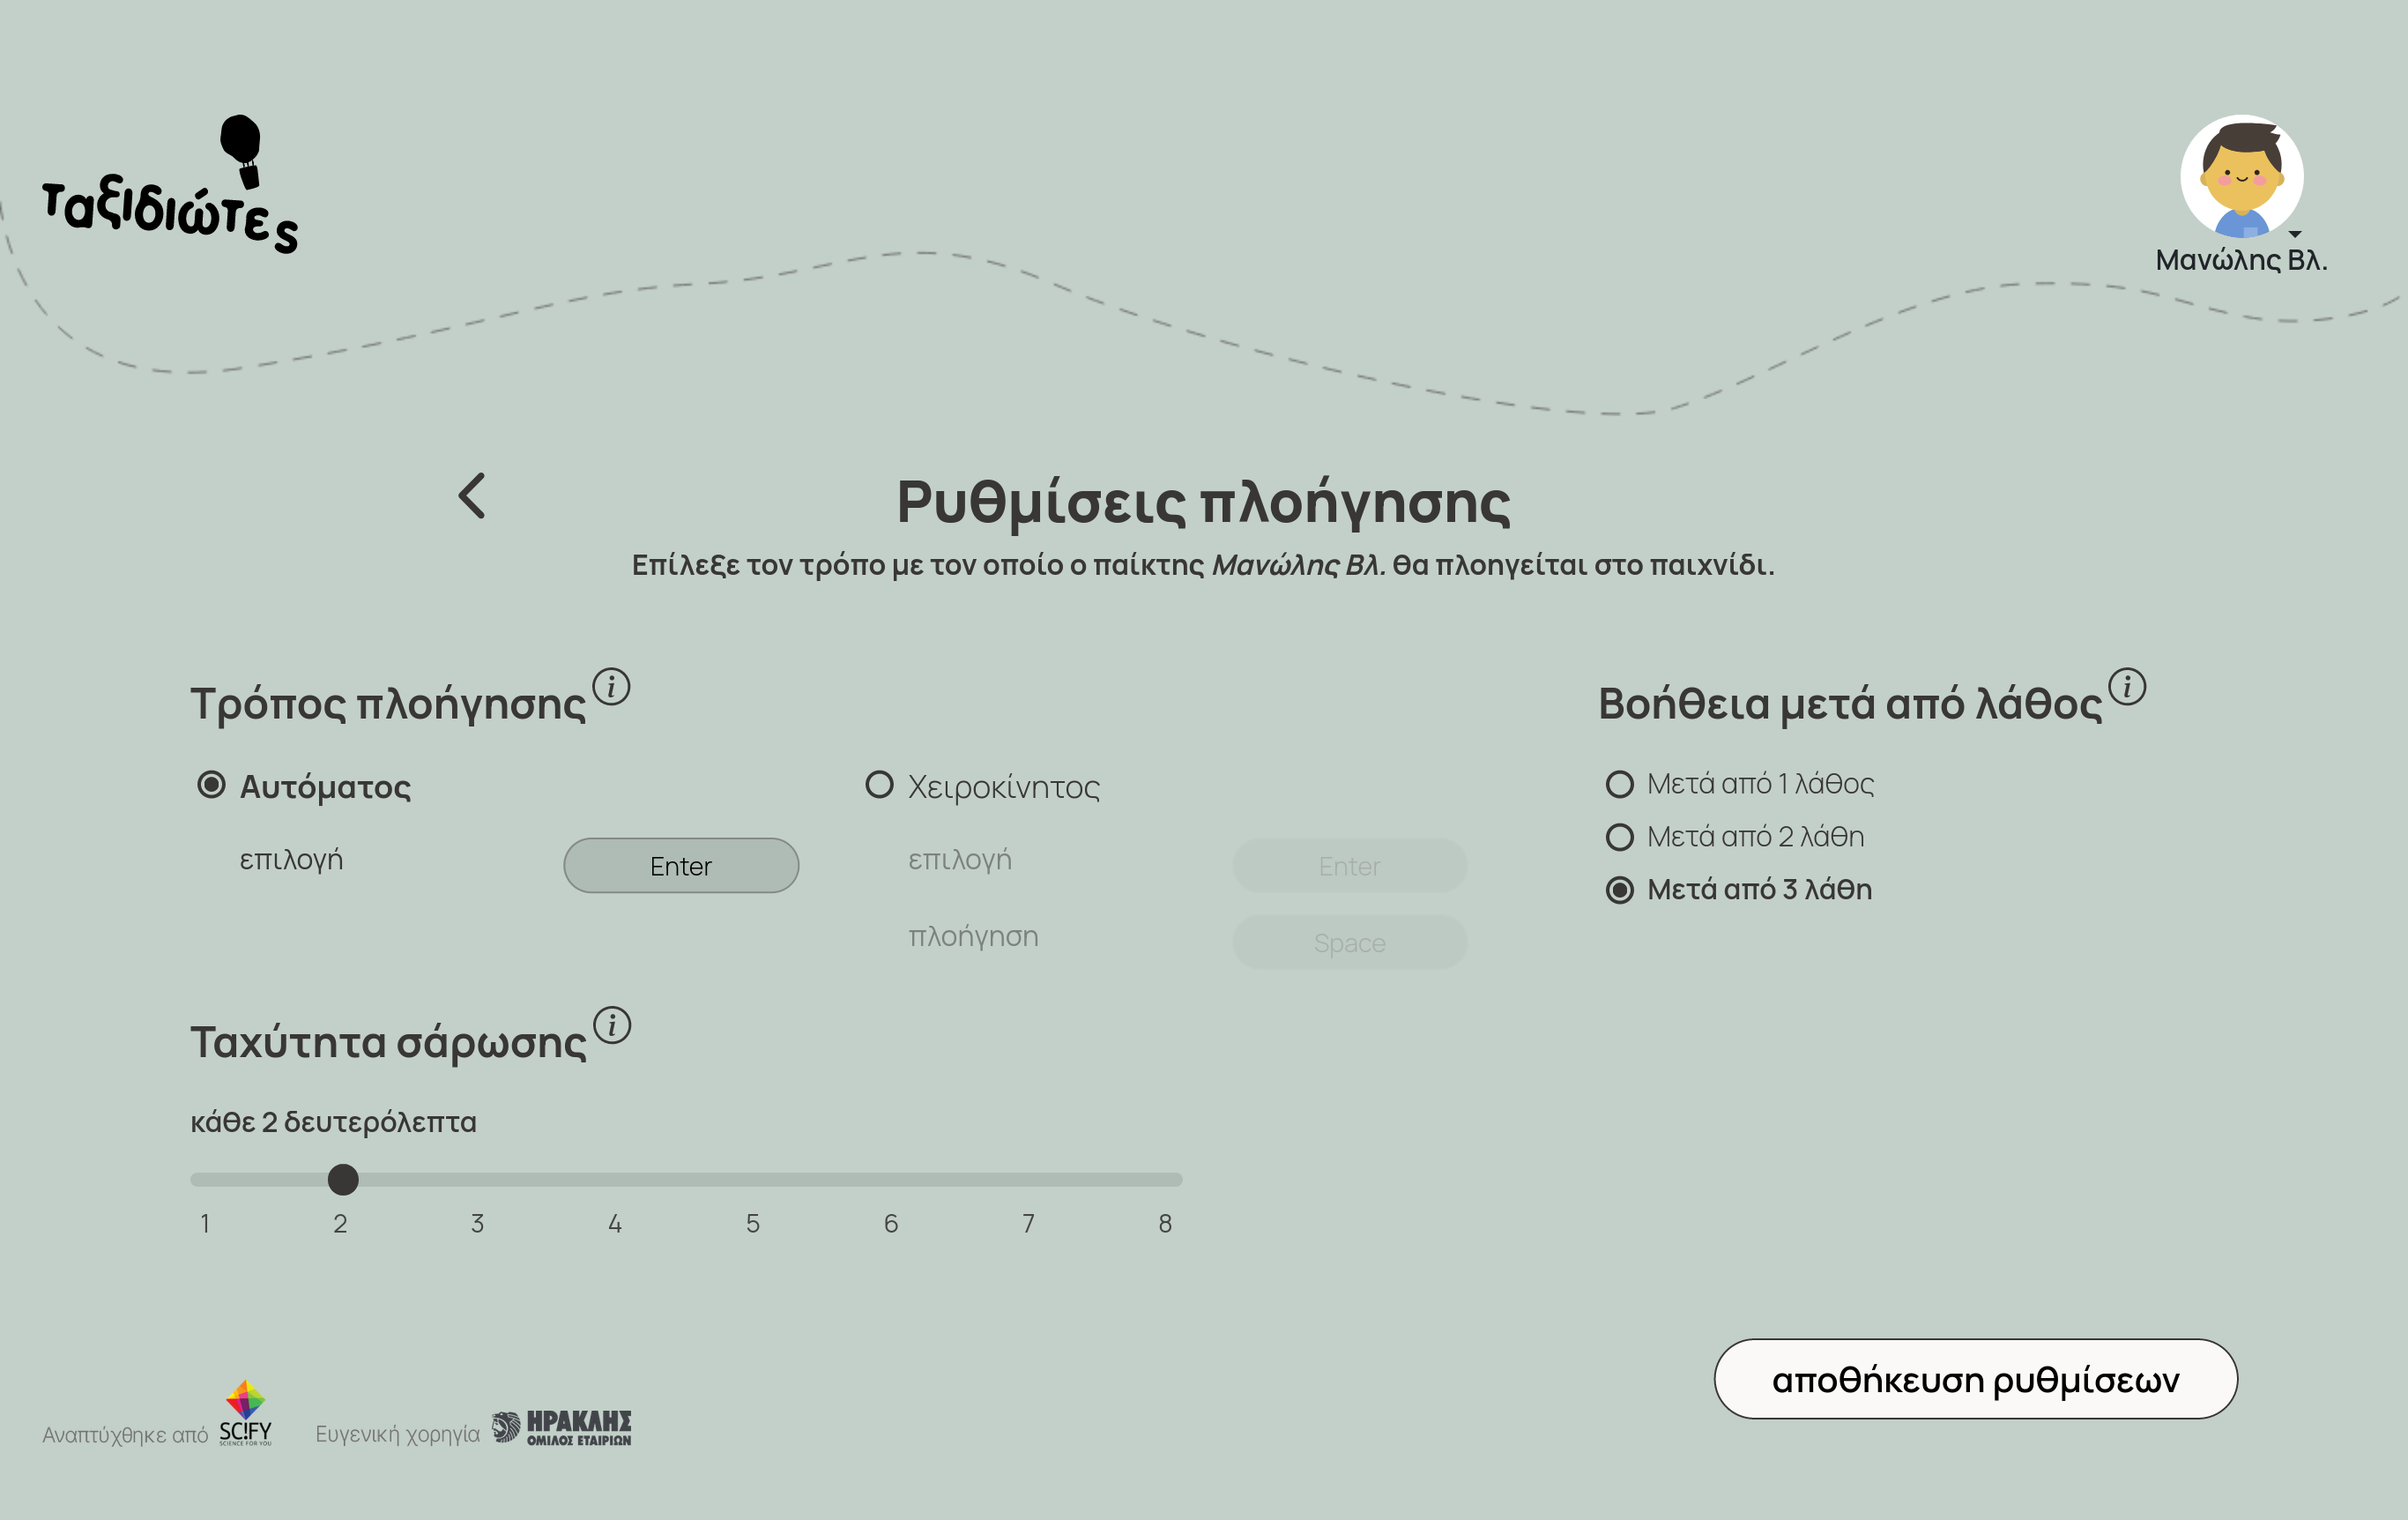 ταξιδιώτες
Μανώλης Βλ.
Ρυθμίσεις πλοήγησης
Επίλεξε τον τρόπο με τον οποίο ο παίκτης Μανώλης Βλ. θα πλοηγείται στο παιχνίδι.
Τρόπος πλοήγησης i
Αυτόματος
επιλογή Enter
Χειροκίνητος
επιλογή Enter
πλοήγηση Space
Βοήθεια μετά από λάθος i
Μετά από 1 λάθος
Μετά από 2 λάθη
Μετά από 3 λάθη
Ταχύτητα σάρωσης i
κάθε 2 δευτερόλεπτα
1 2 3 4 5 6 7 8
αποθήκευση ρυθμίσεων
Αναπτύχθηκε από
SC!FY
SCIENCE FOR YOU
Ευγενική χορηγία
ΗΡΑΚΛΗΣ
ΟΜΙΛΟΣ ΕΤΑΙΡΙΩΝ